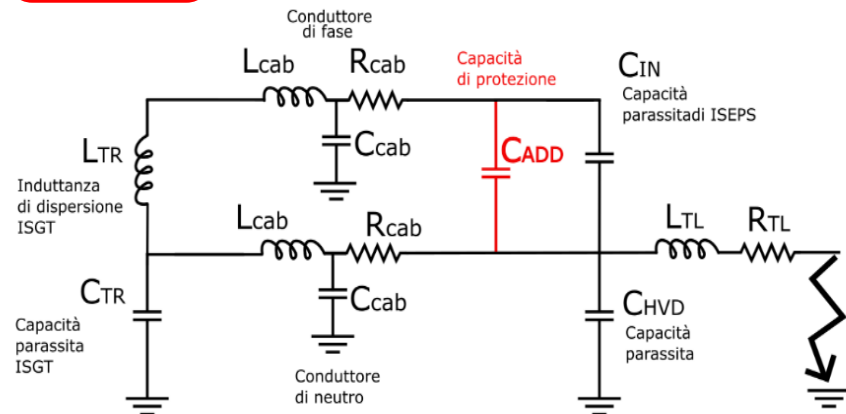 Conduttore
di fase
Lcab
Rcab
Capacità
di protezione
CIN
Capacità
parassitadi ISEPS
LTR
Ccab
CADD
Induttanza
di dispersione
ISGT
Lcab
Rcab
LTL
RTL
CTR
Ccab
CHVD
Capacità
parassita
ISGT
Capacità
parassita
Conduttore
di neutro